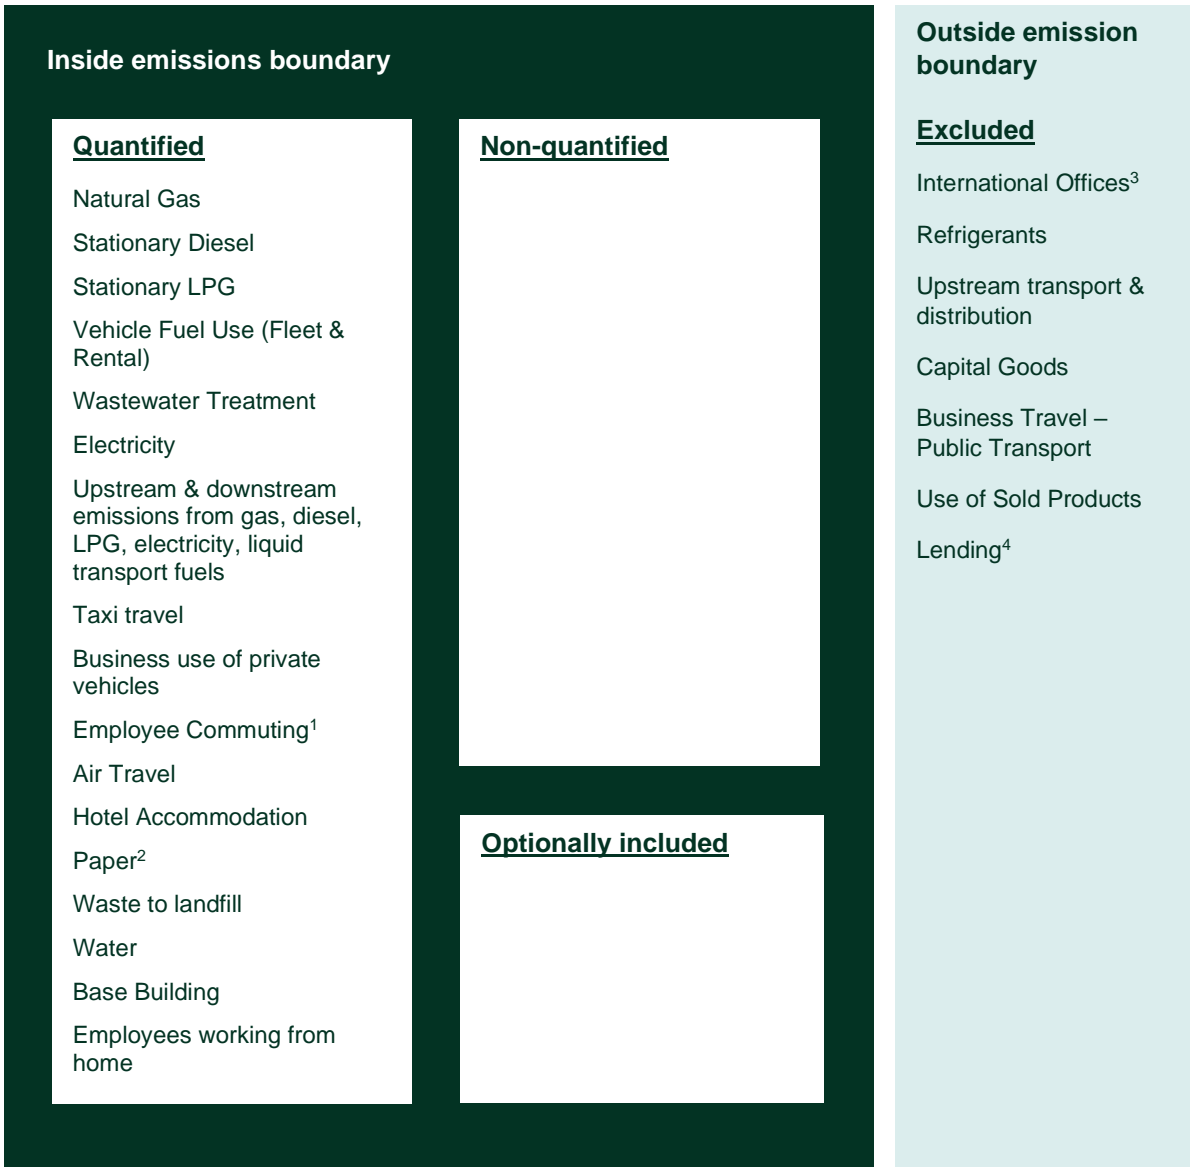 Inside emissions boundary
Quantified
Natural Gas
Stationary Diesel
Stationary LPG
Vehicle Fuel Use (Fleet &
Rental)
Wastewater Treatment
Electricity
Upstream & downstream
emissions from gas, diesel,
LPG, electricity, liquid
transport fuels
Taxi travel
Business use of private
vehicles
Employee Commuting¹
Air Travel
Hotel Accommodation
Paper²
Waste to landfill
Water
Base Building
Employees working from
home
Non-quantified
Optionally included
Outside emission
boundary
Excluded
International Offices³
Refrigerants
Upstream transport &
distribution
Capital Goods
Business Travel –
Public Transport
Use of Sold Products
Lending⁴